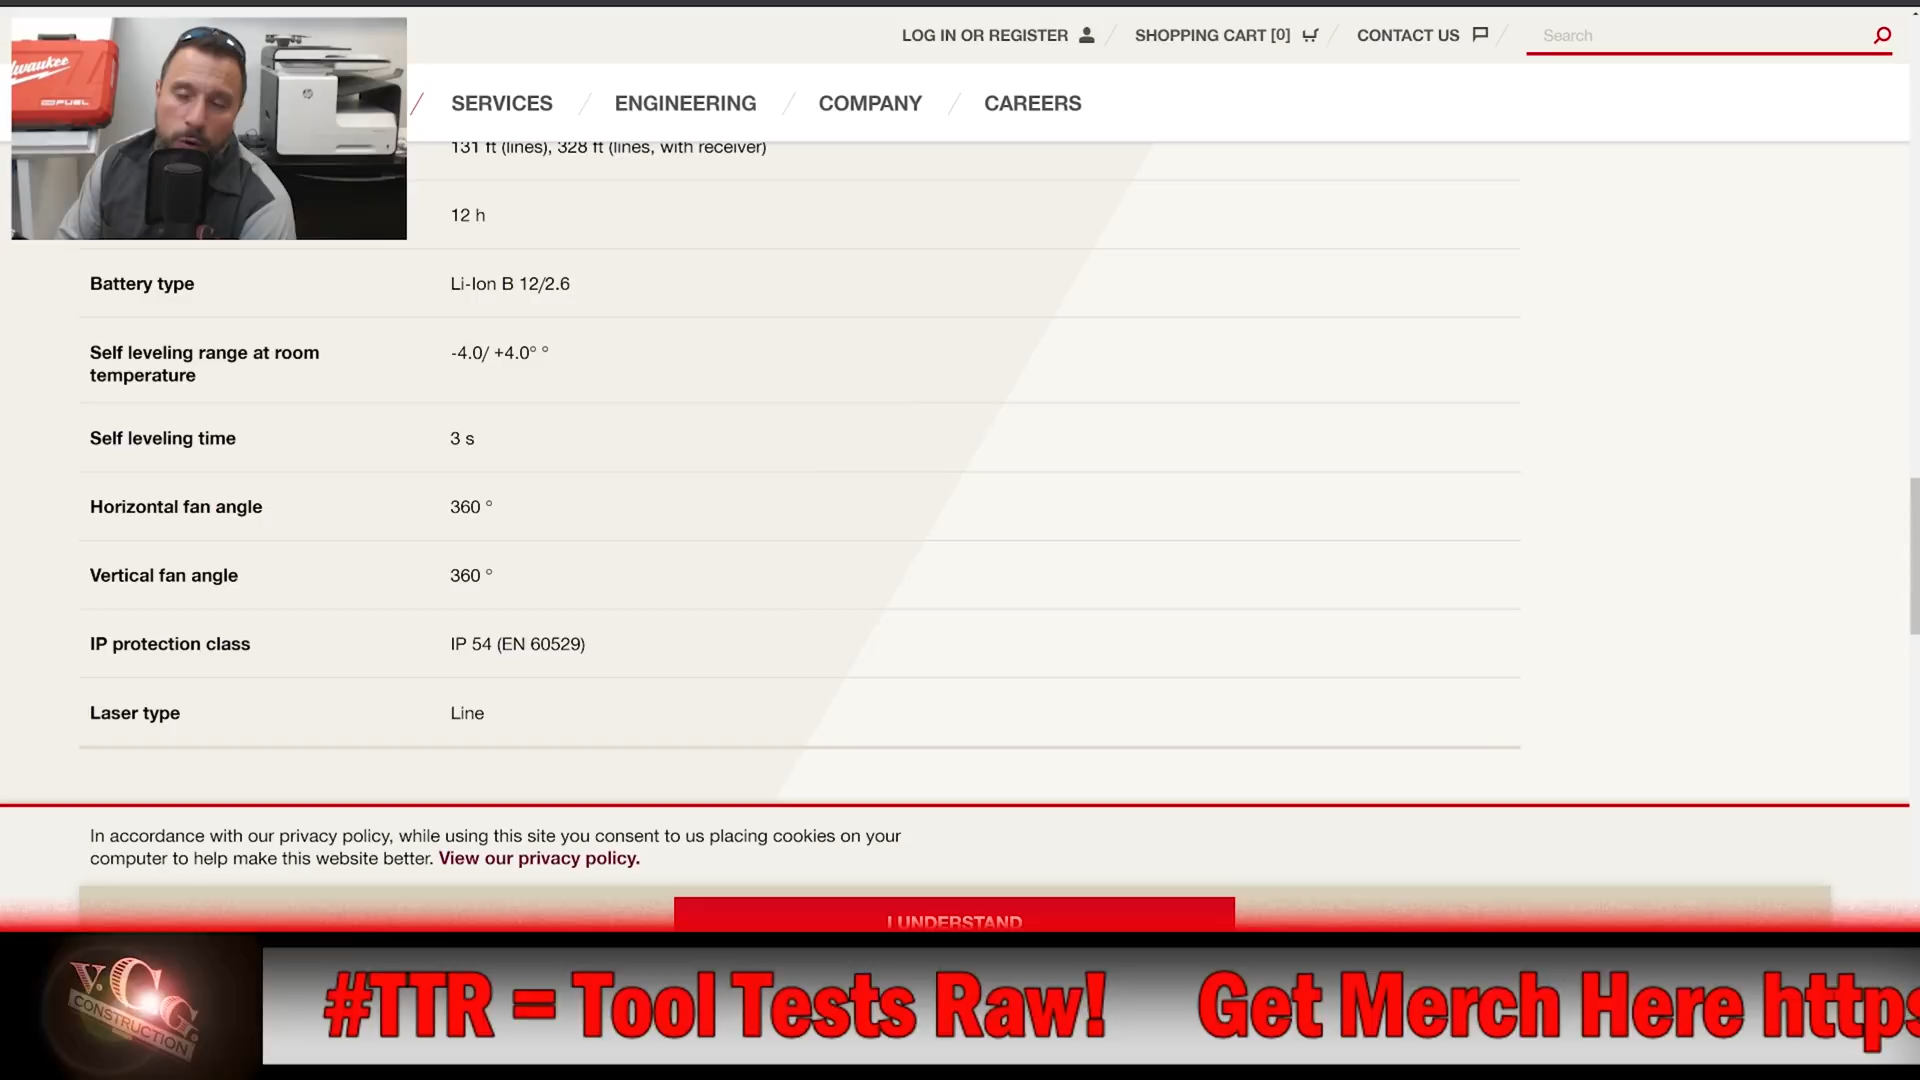 Milwaukee
FUEL
hp
LOG IN OR REGISTER
SHOPPING CART [0]
CONTACT US
Search
SERVICES
ENGINEERING
COMPANY
CAREERS
131 ft (lines), 328 ft (lines, with receiver)
12 h
Battery type
Li-Ion B 12/2.6
Self leveling range at room
temperature
-4.0/ +4.0° °
Self leveling time
3 s
Horizontal fan angle
360 °
Vertical fan angle
360 °
IP protection class
IP 54 (EN 60529)
Laser type
Line
In accordance with our privacy policy, while using this site you consent to us placing cookies on your
computer to help make this website better. View our privacy policy.
I UNDERSTAND
V.C.G.
CONSTRUCTION
#TTR = Tool Tests Raw! Get Merch Here https